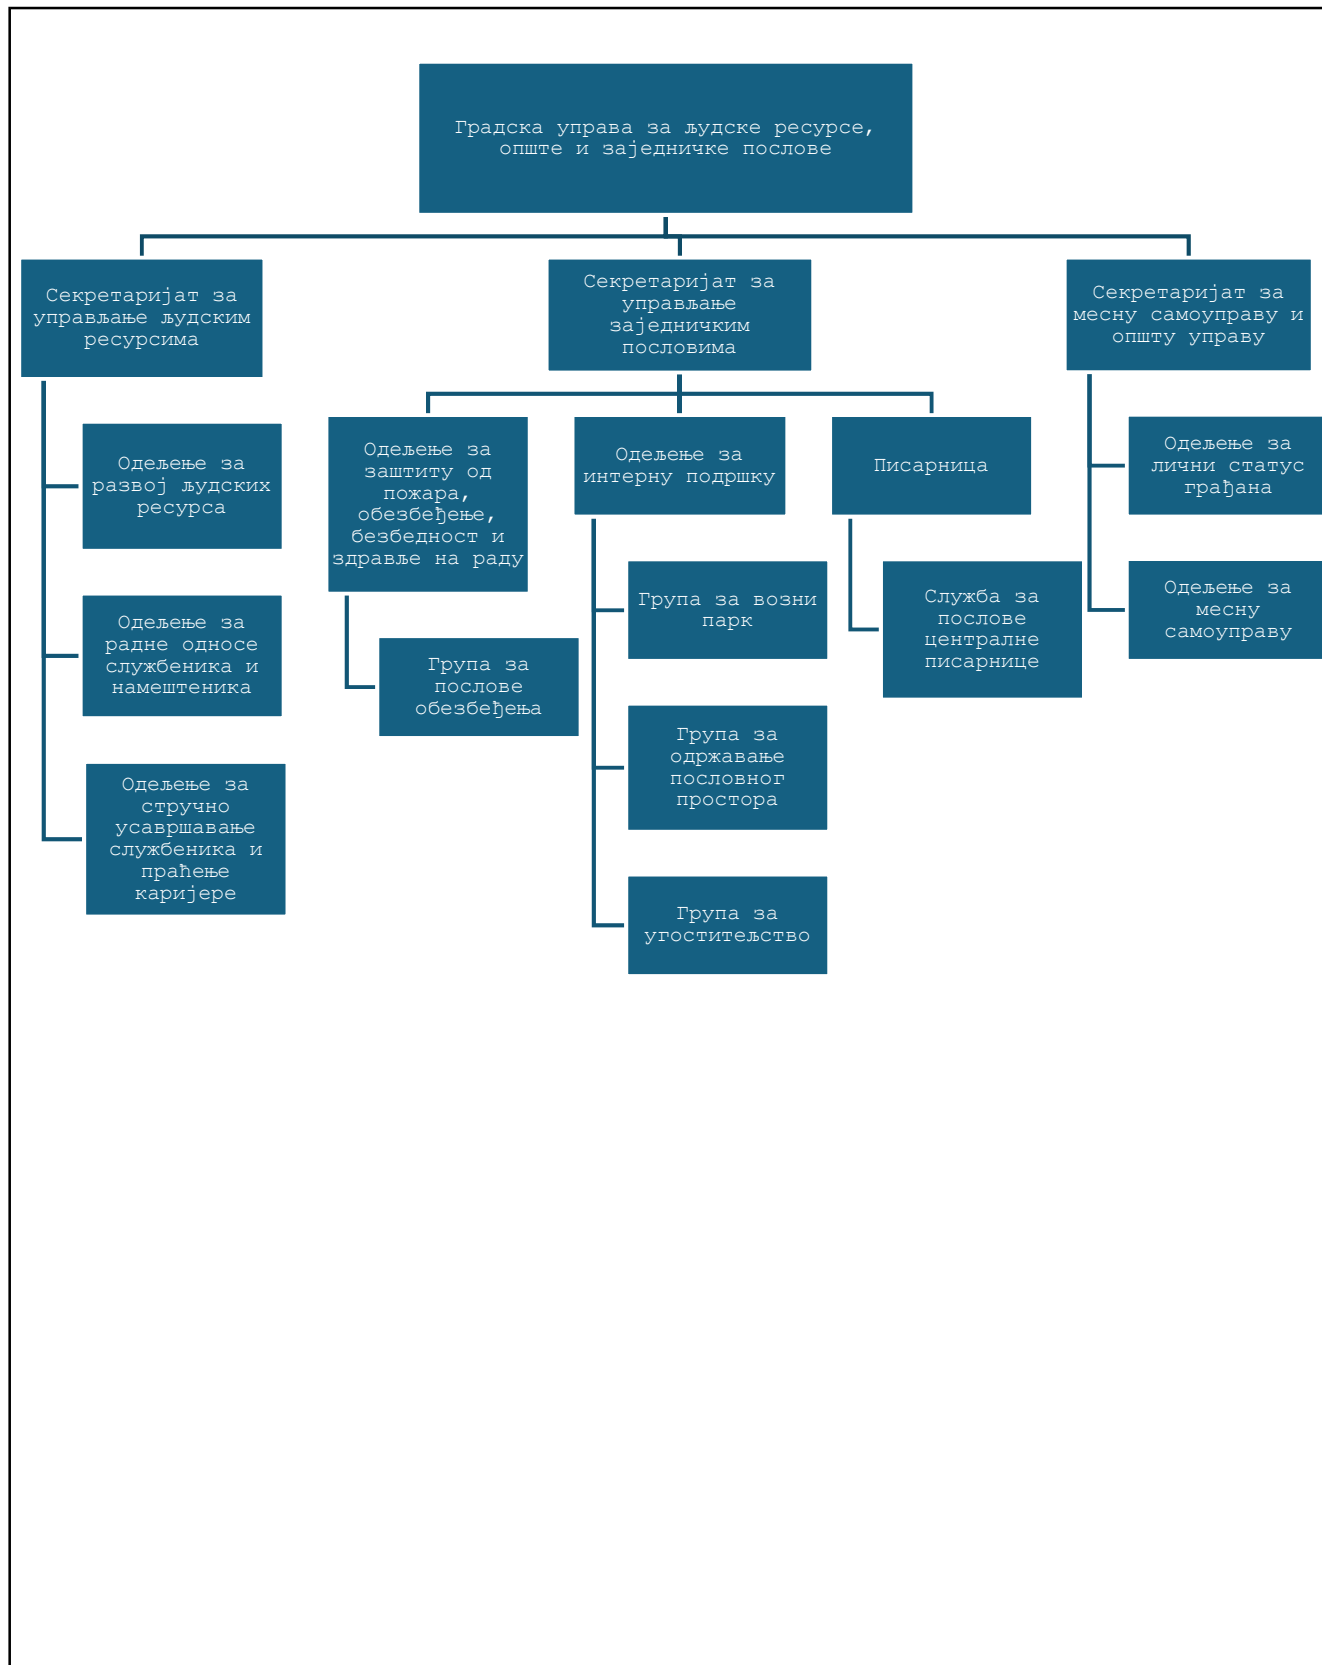 Градска управа за људске ресурсе,
опште и заједничке послове
Секретаријат за
управљање људским
ресурсима
Одељење за
развој људских
ресурса
Одељење за
радне односе
службеника и
намештеника
Одељење за
стручно
усавршавање
службеника и
праћење
каријере
Секретаријат за
управљање
заједничким
пословима
Одељење за
заштиту од
пожара,
обезбеђење,
безбедност и
здравље на раду
Група за
послове
обезбеђења
Одељење за
интерну подршку
Група за возни
парк
Група за
одржавање
пословног
простора
Група за
угоститељство
Писарница
Служба за
послове
централне
писарнице
Секретаријат за
месну самоуправу и
општу управу
Одељење за
лични статус
грађана
Одељење за
месну
самоуправу